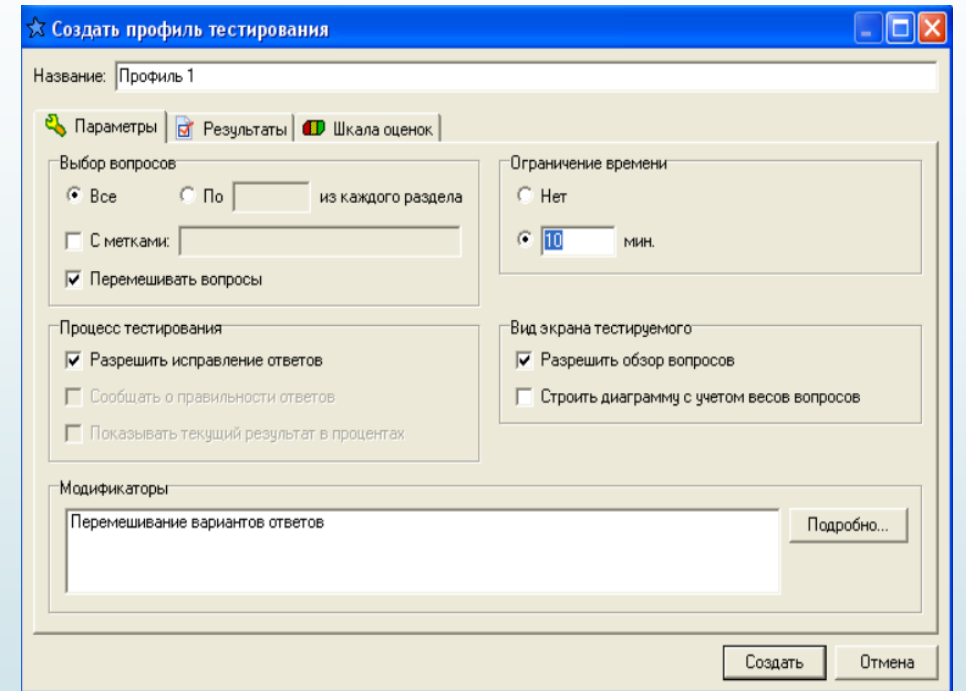 Создать профиль тестирования
Название: Профиль 1
Параметры Результаты Шкала оценок
Выбор вопросов
Все По из каждого раздела
С метками:
Перемешивать вопросы
Ограничение времени
Нет
10 мин.
Процесс тестирования
Разрешить исправление ответов
Сообщать о правильности ответов
Показывать текущий результат в процентах
Вид экрана тестируемого
Разрешить обзор вопросов
Строить диаграмму с учетом весов вопросов
Модификаторы
Перемешивание вариантов ответов
Подробно...
Создать Отмена